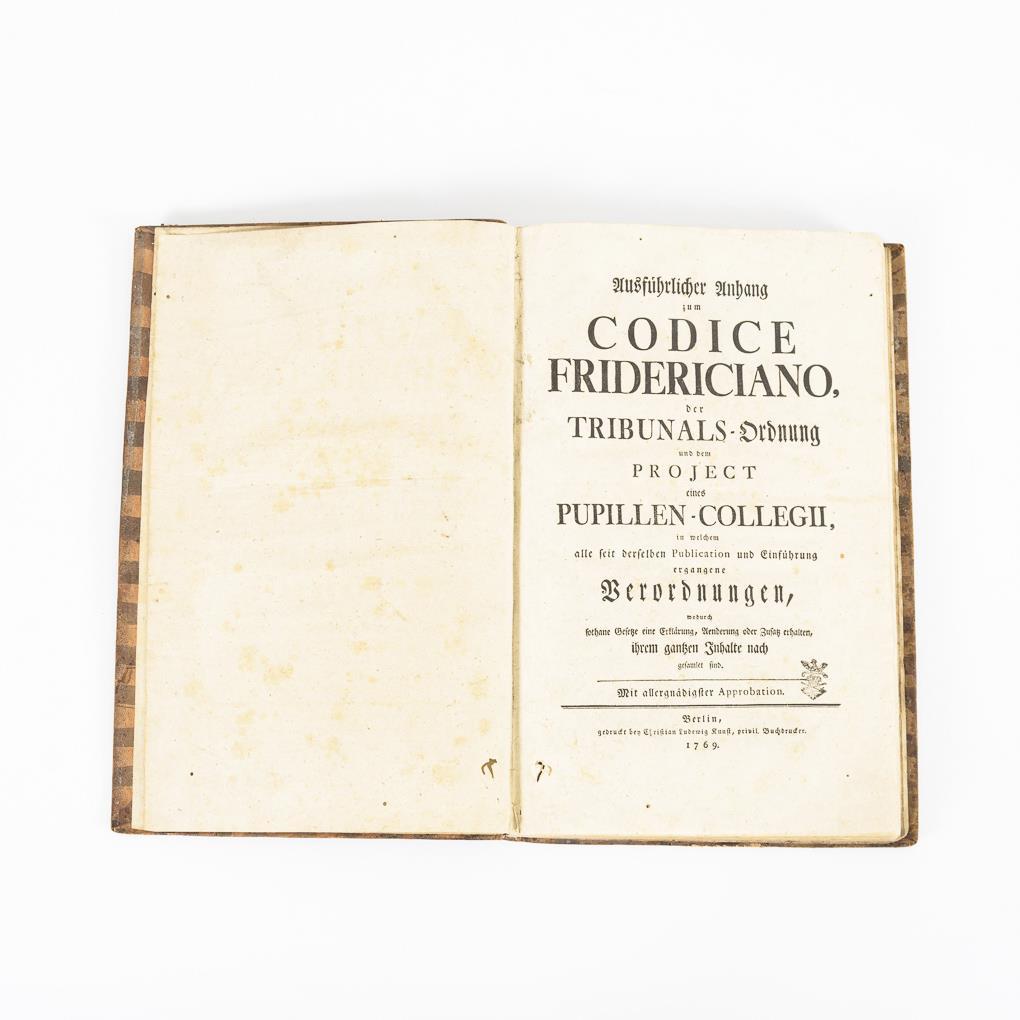 Ausführlicher Anhang
zum
CODICE
FRIDERICIANO,
der
TRIBUNALS-Ordnung
und dem
PROJECT
eines
PUPILLEN-COLLEGII,
in welchem
alle seit derselben Publication und Einführung
ergangene
Verordnungen,
wodurch
sothane Gesetze eine Erklärung, Aenderung oder Zusatz erhalten,
ihrem gantzen Inhalte nach
gesamlet sind.
Mit allergnädigster Approbation.
Berlin,
gedruckt bey Christian Ludewig Kunst, privil. Buchdrucker.
1769.